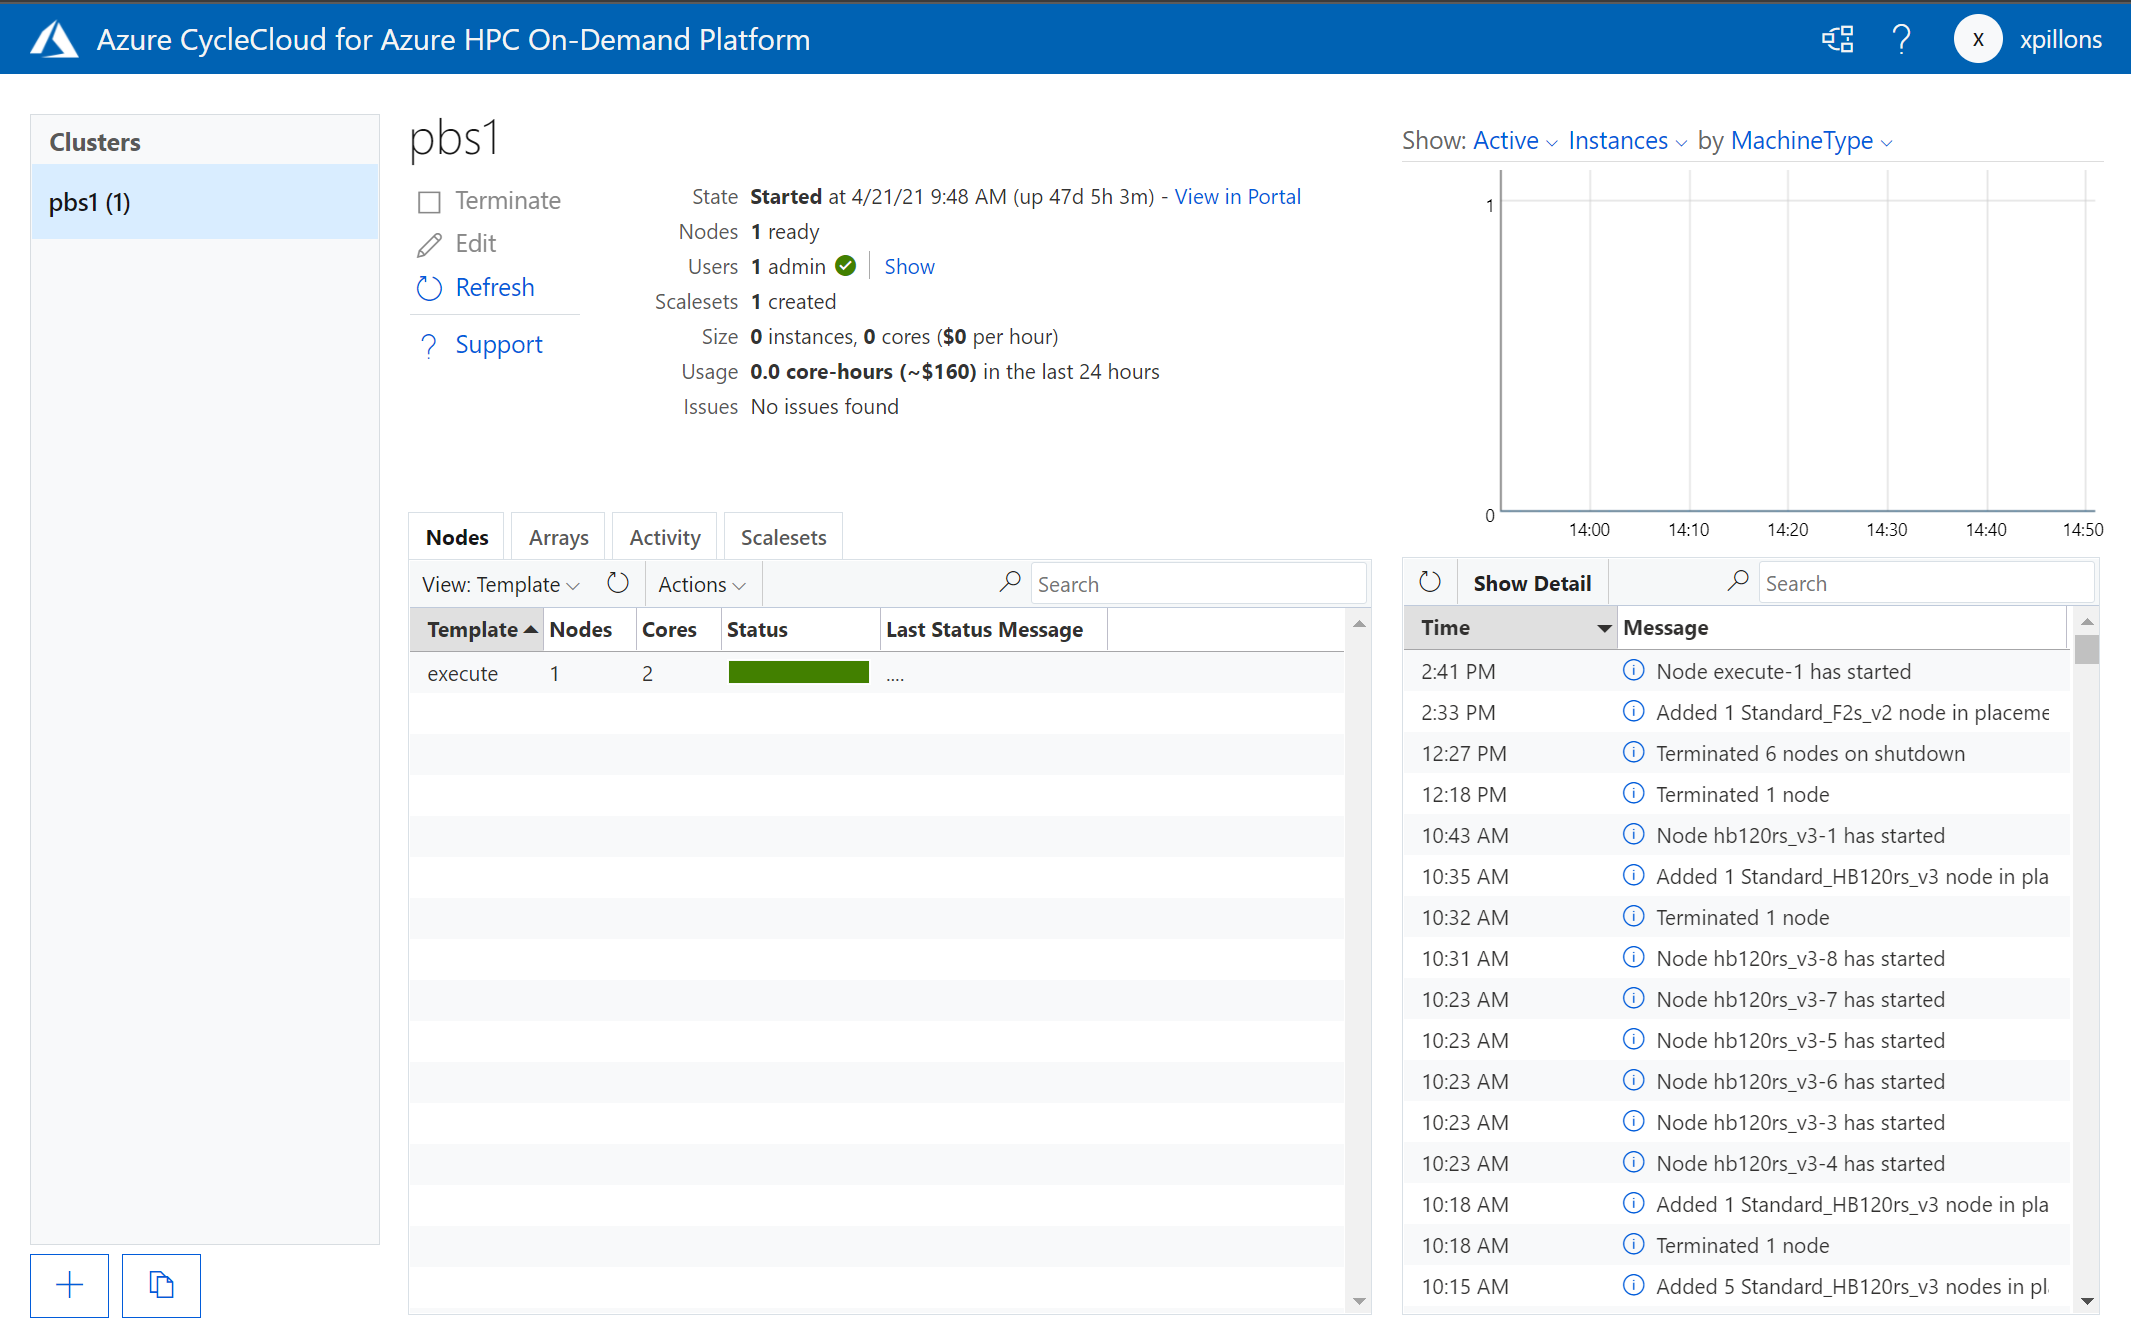 Azure CycleCloud for Azure HPC On-Demand Platform
X
xpillons
Clusters
pbs1 (1)
pbs1
Terminate
Edit
Refresh
Support
State Started at 4/21/21 9:48 AM (up 47d 5h 3m) - View in Portal
Nodes 1 ready
Users 1 admin Show
Scalesets 1 created
Size 0 instances, 0 cores ($0 per hour)
Usage 0.0 core-hours (~$160) in the last 24 hours
Issues No issues found
Show: Active Instances by MachineType
1
0
14:00 14:10 14:20 14:30 14:40 14:50
Nodes Arrays Activity Scalesets
View: Template Actions Search
Template Nodes Cores Status Last Status Message
execute 1 2 ....
Show Detail Search
Time Message
2:41 PM Node execute-1 has started
2:33 PM Added 1 Standard_F2s_v2 node in placeme
12:27 PM Terminated 6 nodes on shutdown
12:18 PM Terminated 1 node
10:43 AM Node hb120rs_v3-1 has started
10:35 AM Added 1 Standard_HB120rs_v3 node in pla
10:32 AM Terminated 1 node
10:31 AM Node hb120rs_v3-8 has started
10:23 AM Node hb120rs_v3-7 has started
10:23 AM Node hb120rs_v3-5 has started
10:23 AM Node hb120rs_v3-6 has started
10:23 AM Node hb120rs_v3-3 has started
10:23 AM Node hb120rs_v3-4 has started
10:18 AM Added 1 Standard_HB120rs_v3 node in pla
10:18 AM Terminated 1 node
10:15 AM Added 5 Standard_HB120rs_v3 nodes in pl